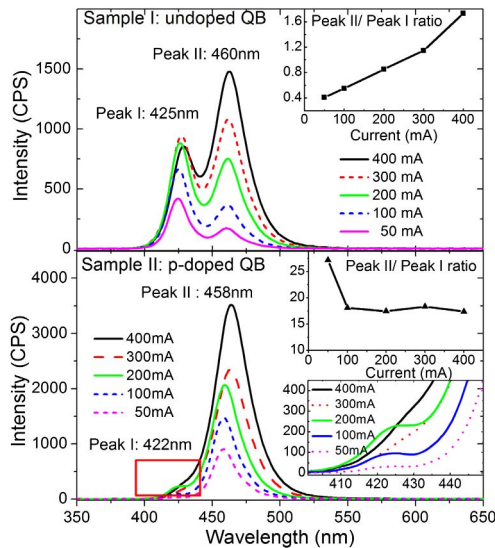 Sample I: undoped QB
Peak II: 460nm
Peak I: 425nm
Intensity (CPS)
1500
1000
500
0
Peak II/ Peak I ratio
1.6
1.2
0.8
0.4
0 100 200 300 400
Current (mA)
400 mA
300 mA
200 mA
100 mA
50 mA
Sample II: p-doped QB
Peak II : 458nm
Intensity (CPS)
4000
3000
2000
1000
0
400mA
300mA
200mA
100mA
50mA
Peak I: 422nm
Peak II/ Peak I ratio
25
20
15
10
0 100 200 300 400
Current (mA)
400mA
300mA
200mA
100mA
50mA
400
300
200
100
0
410 420 430 440
350 400 450 500 550 600 650
Wavelength (nm)